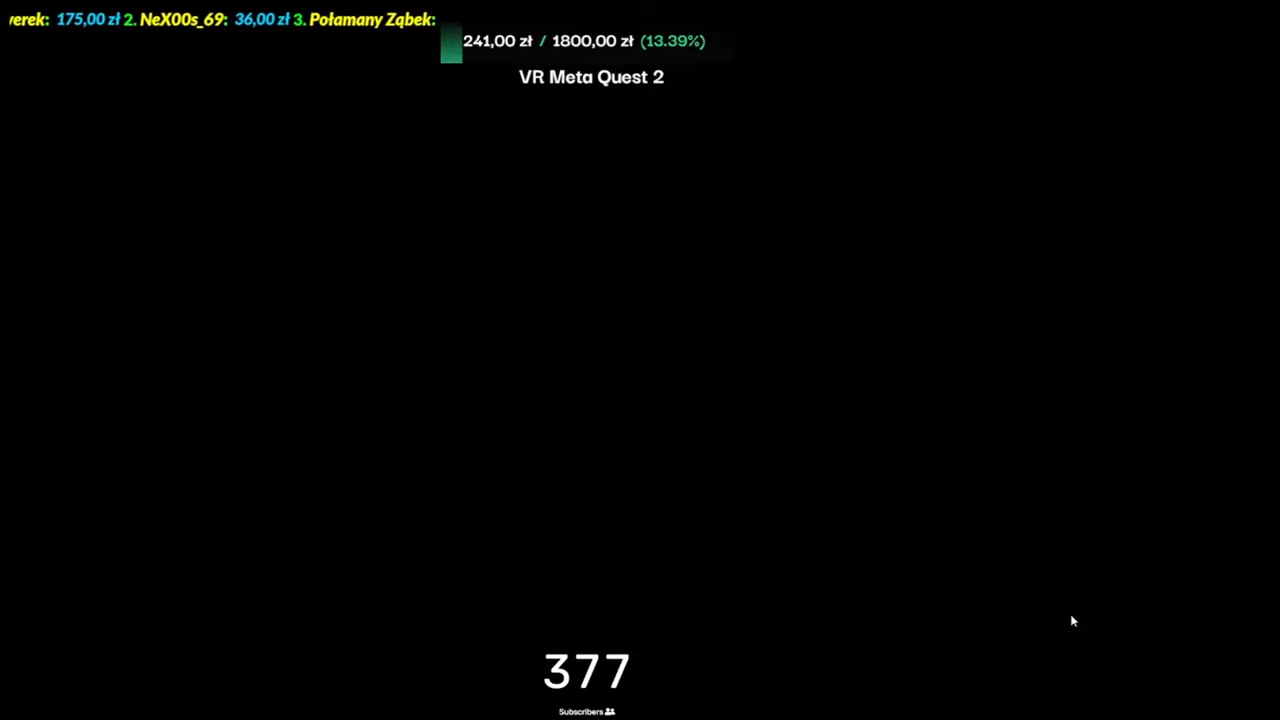 175,00 zł 2. NeX00s_69: 36,00 zł 3. Połamany Ząbek:
241,00 zł / 1800,00 zł (13.39%)
VR Meta Quest 2
377
Subscribers